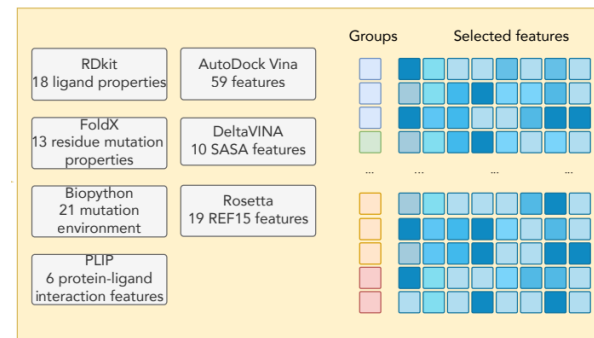 Groups
Selected features
RDkit
18 ligand properties
AutoDock Vina
59 features
FoldX
13 residue mutation
properties
DeltaVINA
10 SASA features
Biopython
21 mutation
environment
Rosetta
19 REF15 features
PLIP
6 protein-ligand
interaction features
...
...
...
...